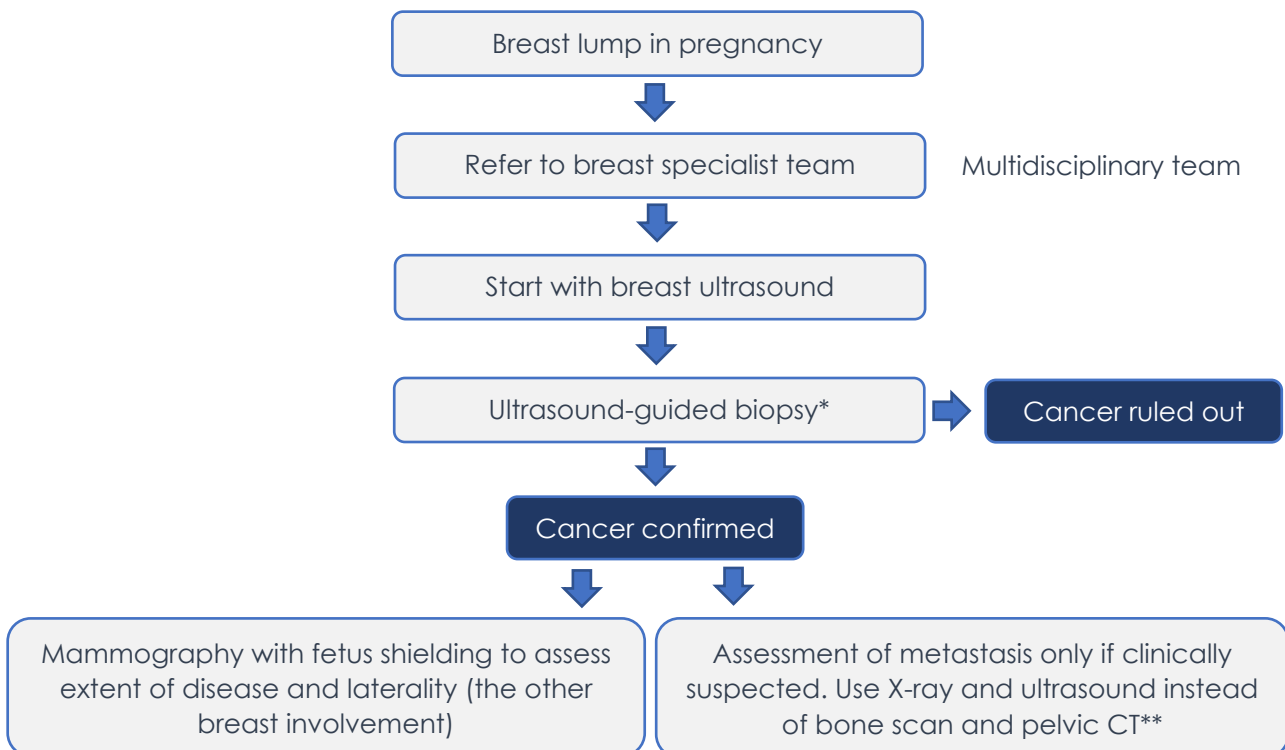 Breast lump in pregnancy
Refer to breast specialist team
Multidisciplinary team
Start with breast ultrasound
Ultrasound-guided biopsy*
Cancer ruled out
Cancer confirmed
Mammography with fetus shielding to assess
extent of disease and laterality (the other
breast involvement)
Assessment of metastasis only if clinically
suspected. Use X-ray and ultrasound instead
of bone scan and pelvic CT**